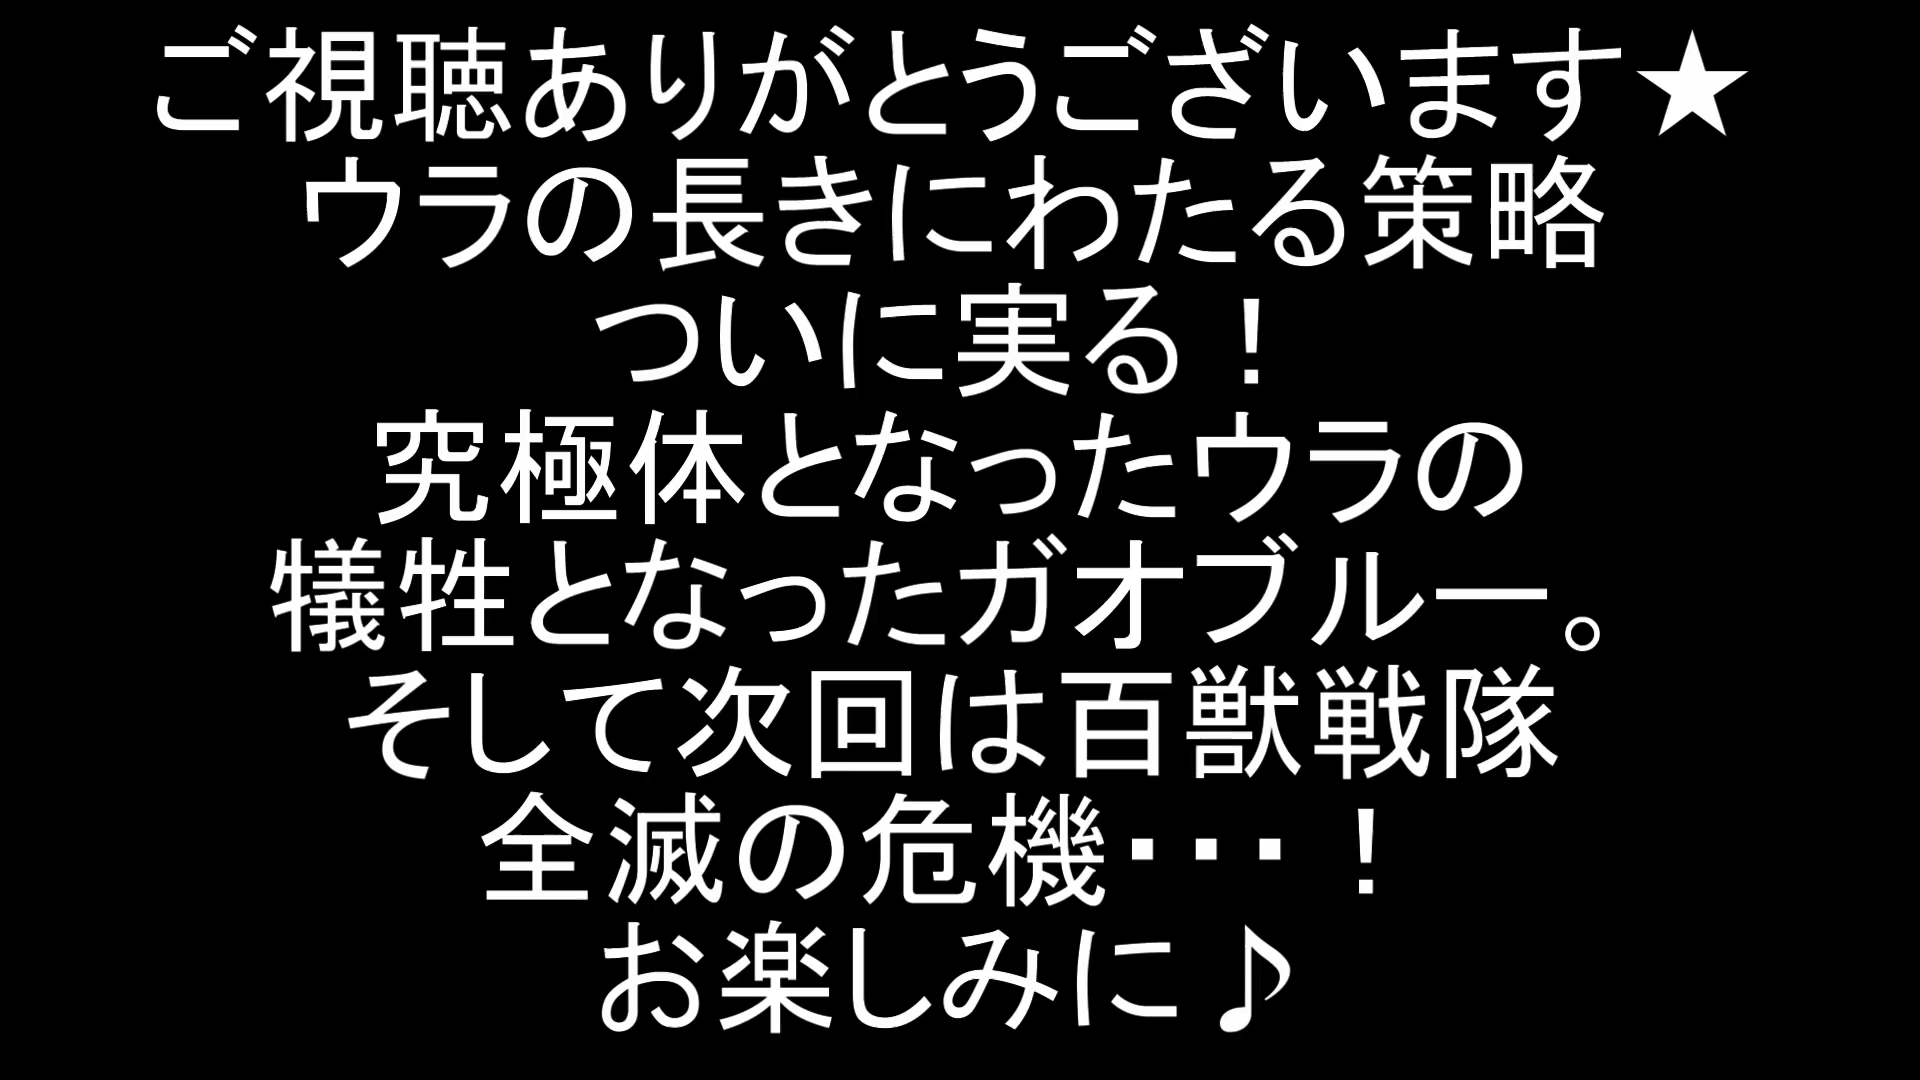 ご視聴ありがとうございます★
ウラの長きにわたる策略
ついに実る！
究極体となったウラの
犠牲となったガオブルー。
そして次回は百獣戦隊
全滅の危機・・・！
お楽しみに♪